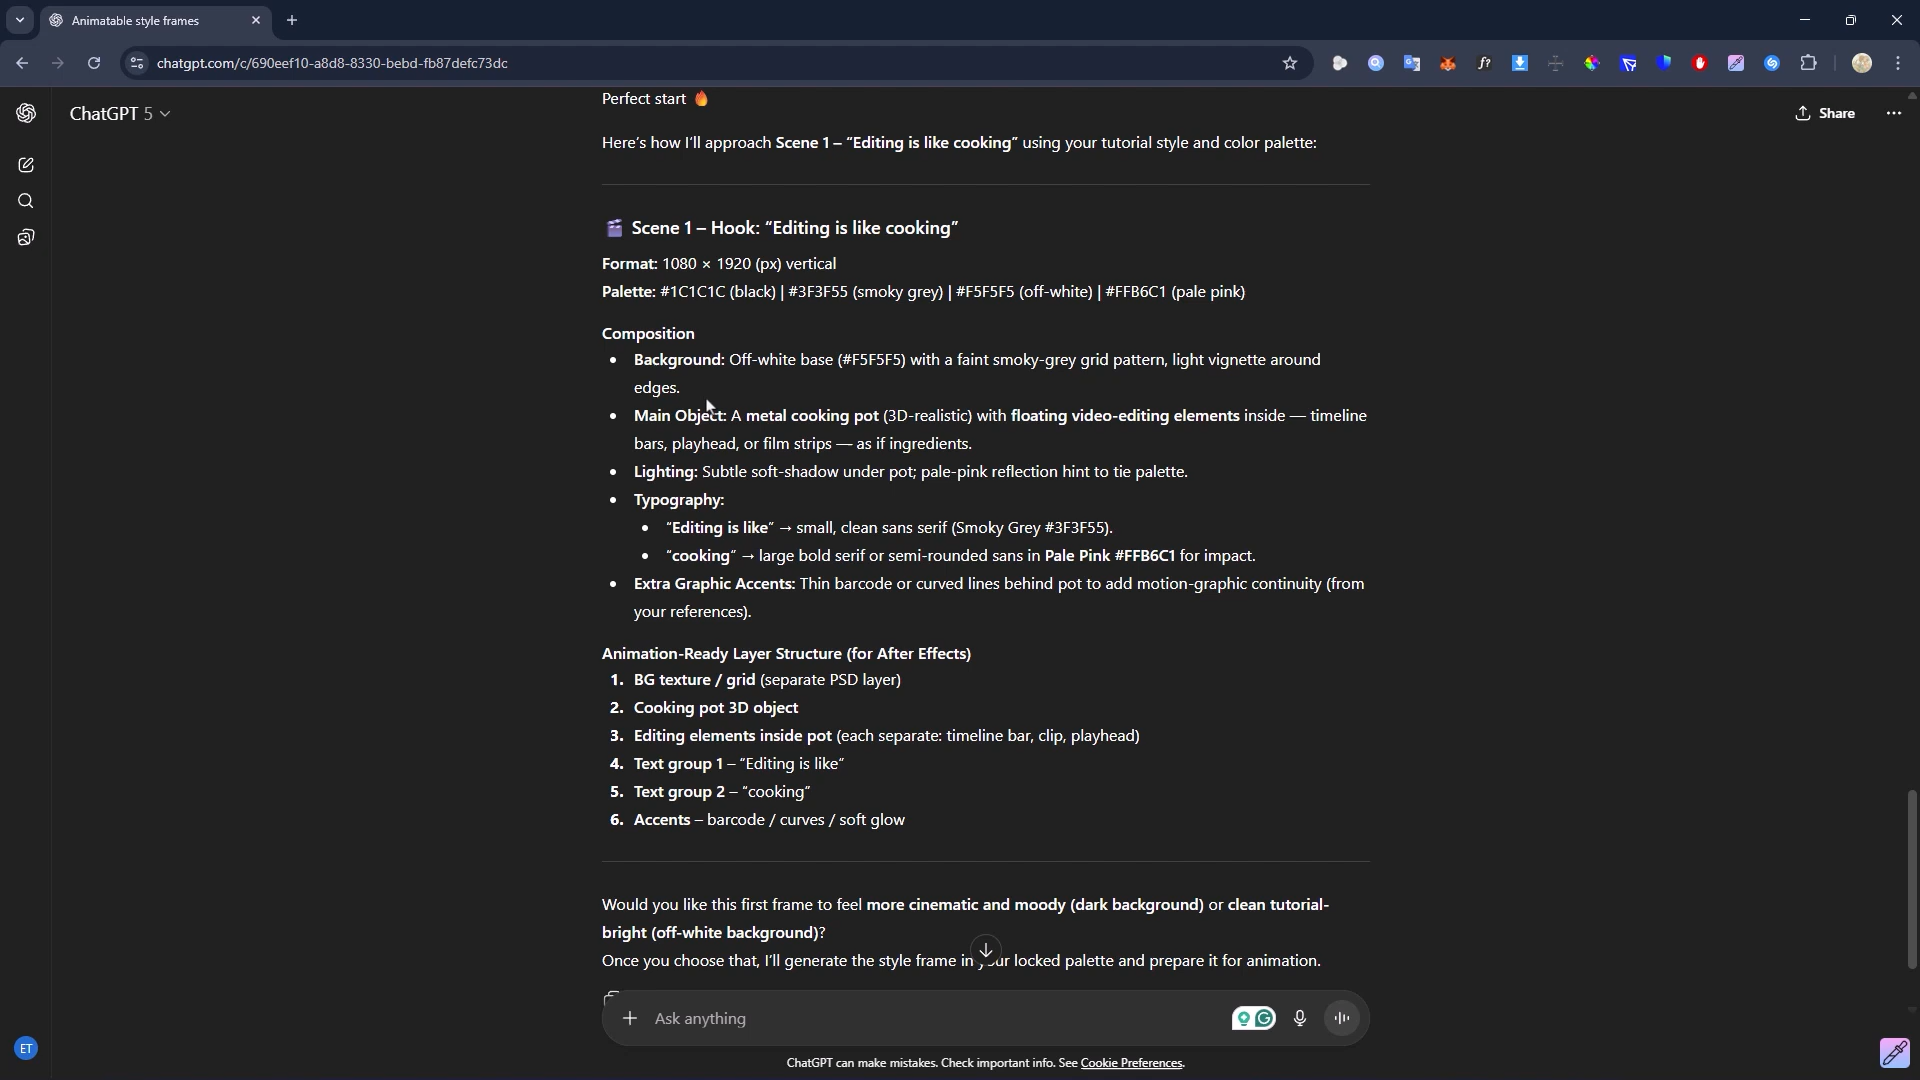 Animatable style frames
chatgpt.com/c/690eef10-a8d8-8330-bebd-fb87defc73dc
ChatGPT 5
Share
Perfect start 🔥
Here’s how I’ll approach Scene 1 – “Editing is like cooking” using your tutorial style and color palette:
🎬 Scene 1 – Hook: “Editing is like cooking”
Format: 1080 × 1920 (px) vertical
Palette: #1C1C1C (black) | #3F3F55 (smoky grey) | #F5F5F5 (off-white) | #FFB6C1 (pale pink)
Composition
• Background: Off-white base (#F5F5F5) with a faint smoky-grey grid pattern, light vignette around
edges.
• Main Object: A metal cooking pot (3D-realistic) with floating video-editing elements inside — timeline
bars, playhead, or film strips — as if ingredients.
• Lighting: Subtle soft-shadow under pot; pale-pink reflection hint to tie palette.
• Typography:
• “Editing is like” → small, clean sans serif (Smoky Grey #3F3F55).
• “cooking” → large bold serif or semi-rounded sans in Pale Pink #FFB6C1 for impact.
• Extra Graphic Accents: Thin barcode or curved lines behind pot to add motion-graphic continuity (from
your references).
Animation-Ready Layer Structure (for After Effects)
1. BG texture / grid (separate PSD layer)
2. Cooking pot 3D object
3. Editing elements inside pot (each separate: timeline bar, clip, playhead)
4. Text group 1 – “Editing is like”
5. Text group 2 – “cooking”
6. Accents – barcode / curves / soft glow
Would you like this first frame to feel more cinematic and moody (dark background) or clean tutorial-
bright (off-white background)?
Once you choose that, I’ll generate the style frame in your locked palette and prepare it for animation.
Ask anything
ET
ChatGPT can make mistakes. Check important info. See Cookie Preferences.